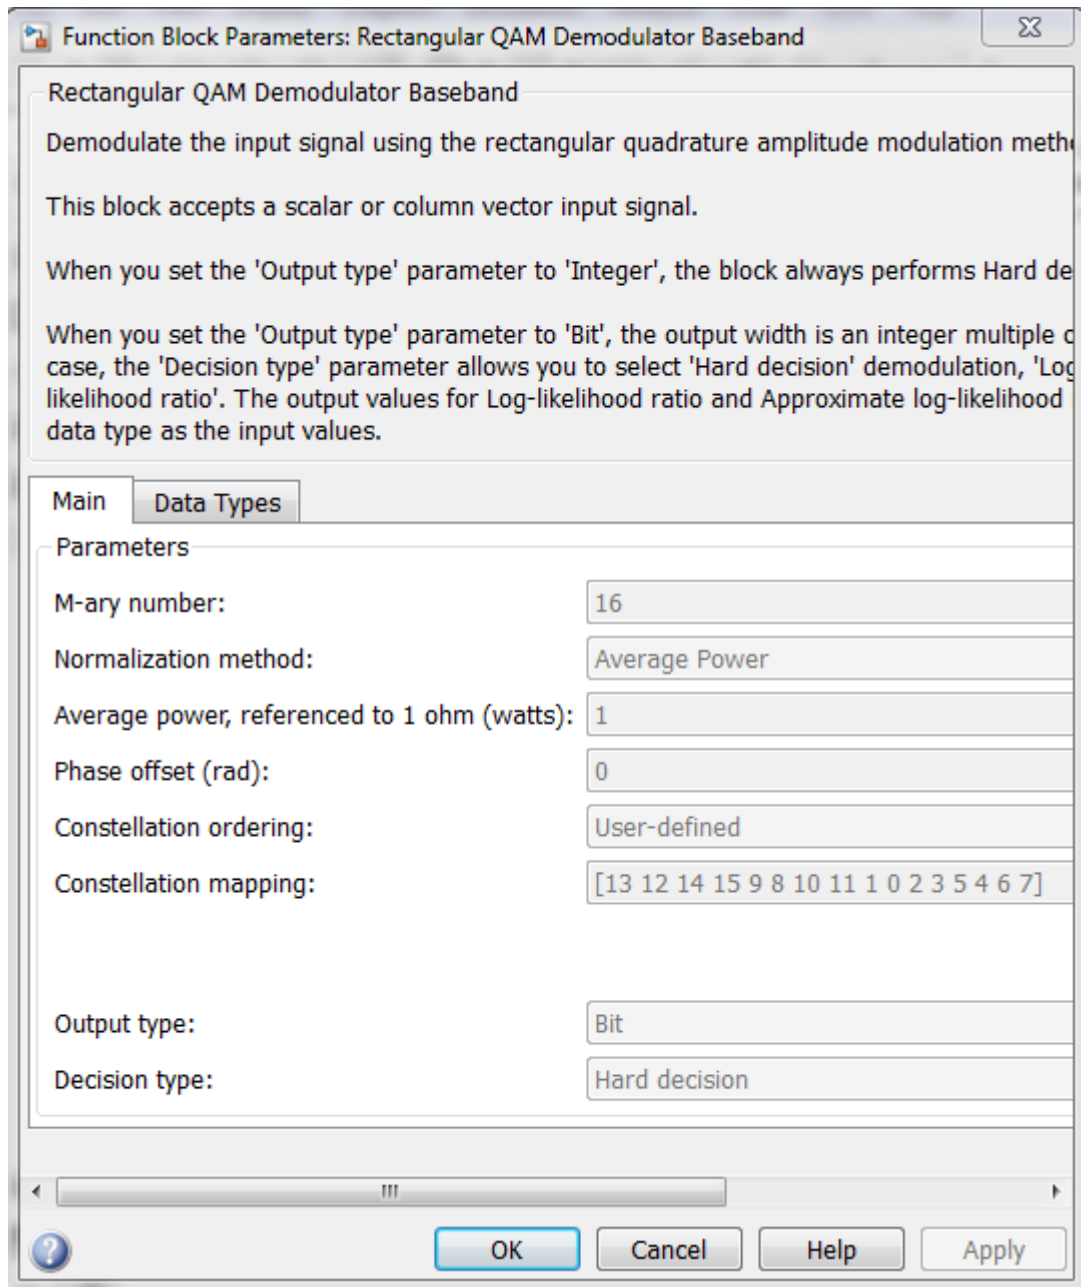 Function Block Parameters: Rectangular QAM Demodulator Baseband
Rectangular QAM Demodulator Baseband
Demodulate the input signal using the rectangular quadrature amplitude modulation meth
This block accepts a scalar or column vector input signal.
When you set the 'Output type' parameter to 'Integer', the block always performs Hard de
When you set the 'Output type' parameter to 'Bit', the output width is an integer multiple
case, the 'Decision type' parameter allows you to select 'Hard decision' demodulation, 'Log
likelihood ratio'. The output values for Log-likelihood ratio and Approximate log-likelihood
data type as the input values.
Main Data Types
Parameters
M-ary number: 16
Normalization method: Average Power
Average power, referenced to 1 ohm (watts): 1
Phase offset (rad): 0
Constellation ordering: User-defined
Constellation mapping: [13 12 14 15 9 8 10 11 1 0 2 3 5 4 6 7]
Output type: Bit
Decision type: Hard decision
OK Cancel Help Apply